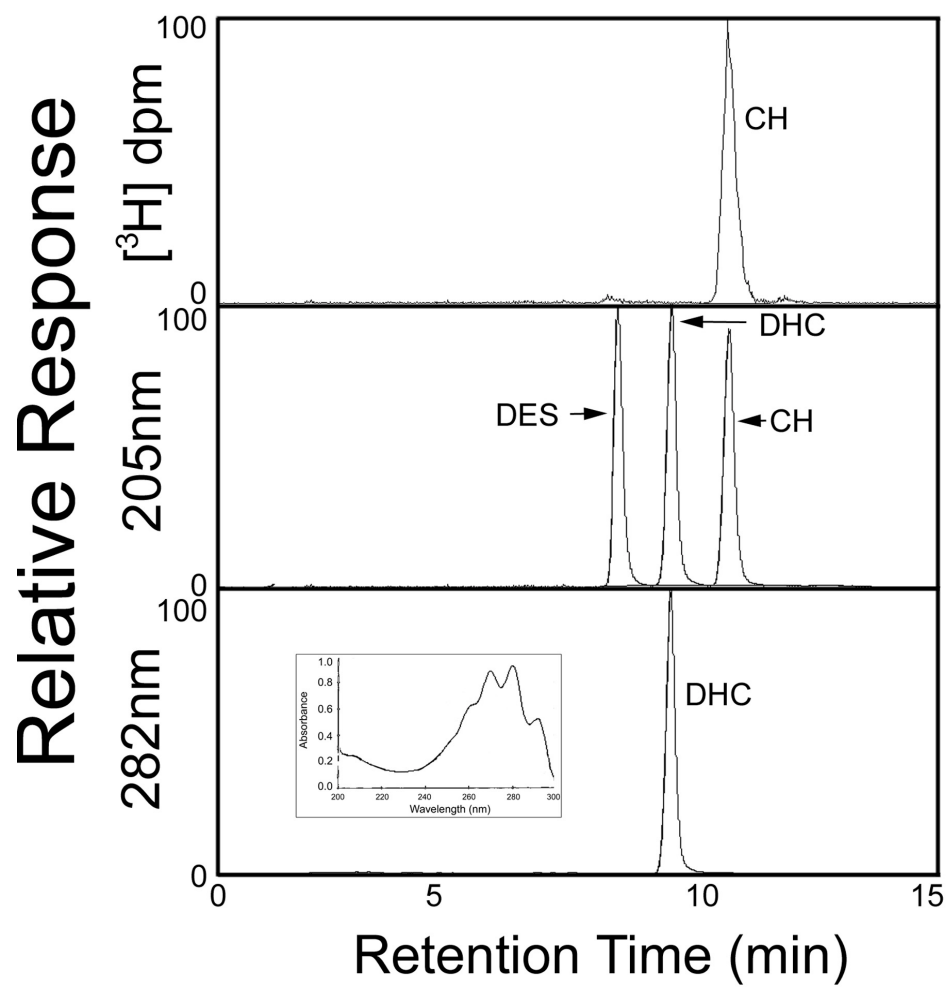 Relative Response
[³H] dpm
100
0
CH
205nm
100
0
DES
DHC
CH
282nm
100
0
DHC
Absorbance
1.0
0.8
0.6
0.4
0.2
0.0
200 220 240 260 280 300
Wavelength (nm)
0 5 10 15
Retention Time (min)